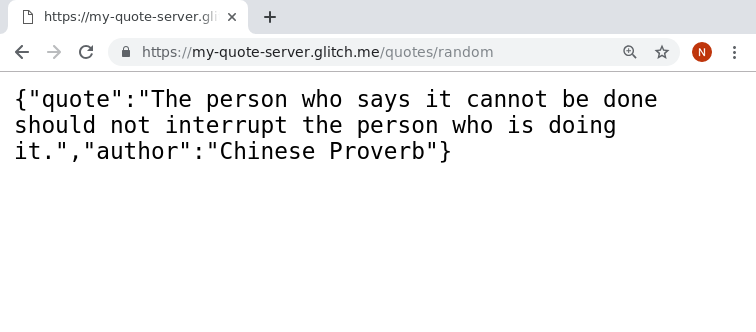 https://my-quote-server.gli
https://my-quote-server.glitch.me/quotes/random
N
{"quote":"The person who says it cannot be done
should not interrupt the person who is doing
it.","author":"Chinese Proverb"}